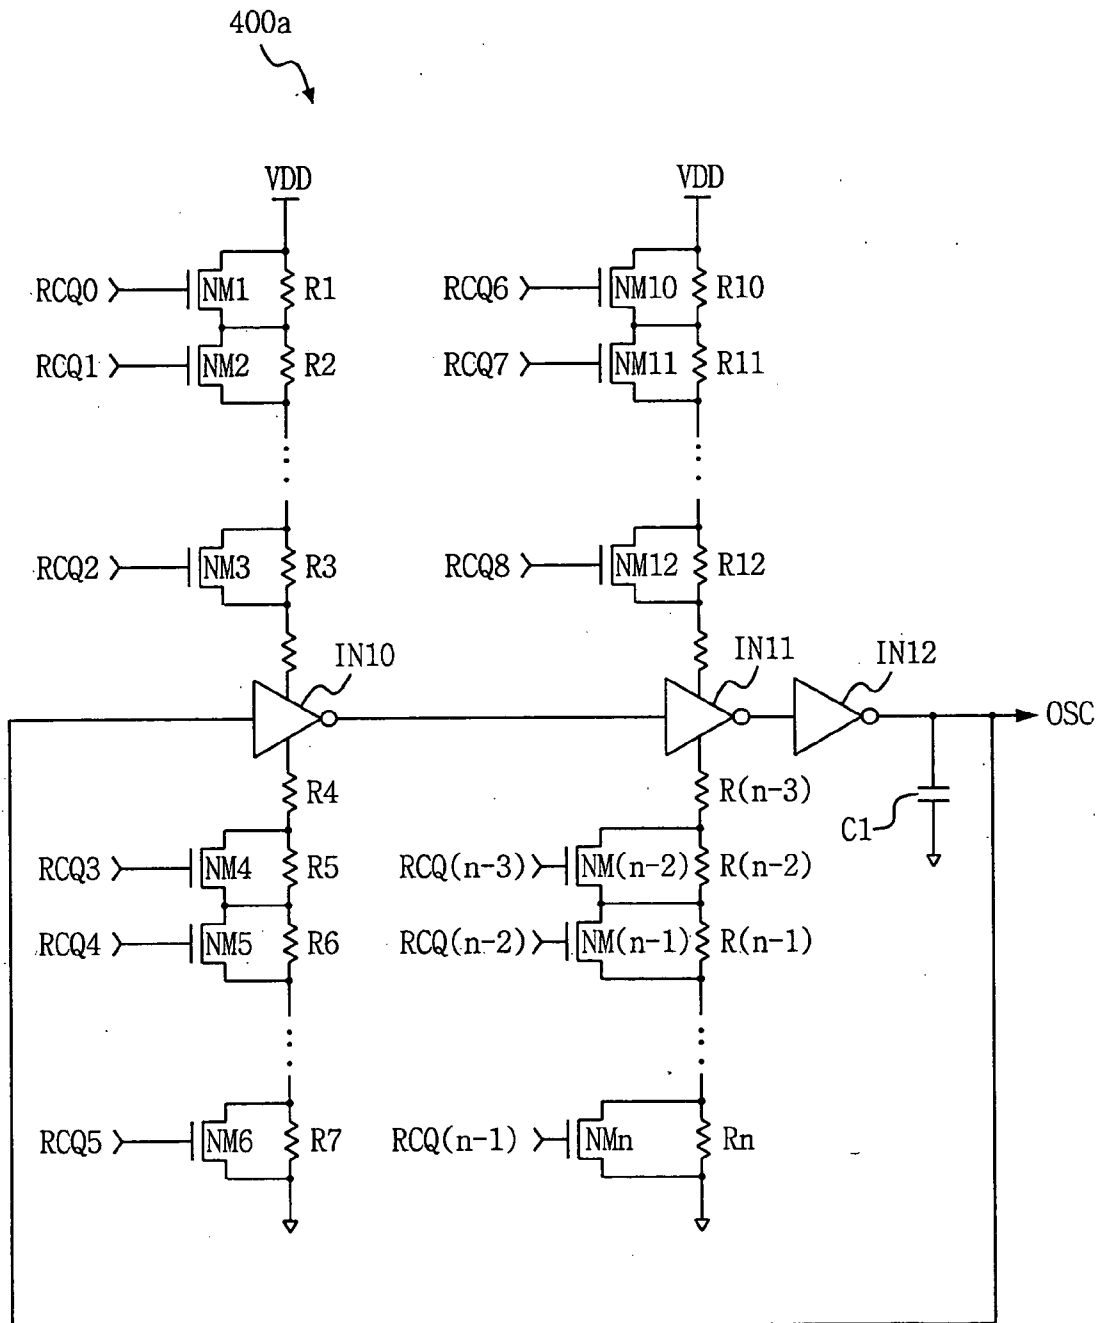 400a
VDD VDD
RCQ0 NM1 R1 RCQ6 NM10 R10
RCQ1 NM2 R2 RCQ7 NM11 R11
RCQ2 NM3 R3 RCQ8 NM12 R12
IN10 IN11 IN12
OSC
R4 R(n-3)
C1
RCQ3 NM4 R5 RCQ(n-3) NM(n-2) R(n-2)
RCQ4 NM5 R6 RCQ(n-2) NM(n-1) R(n-1)
RCQ5 NM6 R7 RCQ(n-1) NMn Rn